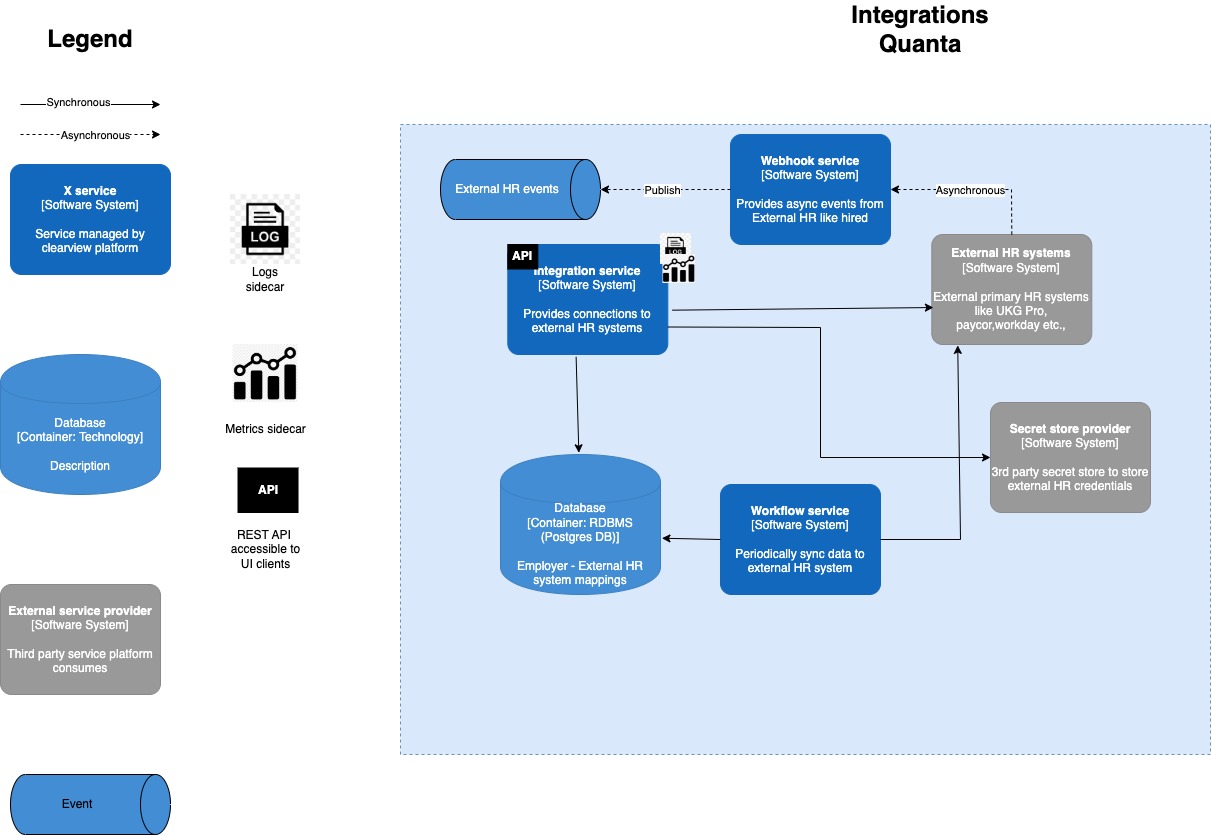 Legend
Synchronous
Asynchronous
X service
[Software System]
Service managed by
clearview platform
LOG
Logs
sidecar
Database
[Container: Technology]
Description
Metrics sidecar
API
REST API
accessible to
UI clients
External service provider
[Software System]
Third party service platform
consumes
Event
Integrations
Quanta
External HR events
Publish
Webhook service
[Software System]
Provides async events from
External HR like hired
Asynchronous
API
LOG
Integration service
[Software System]
Provides connections to
external HR systems
External HR systems
[Software System]
External primary HR systems
like UKG Pro,
paycor,workday etc.,
Secret store provider
[Software System]
3rd party secret store to store
external HR credentials
Database
[Container: RDBMS
(Postgres DB)]
Employer - External HR
system mappings
Workflow service
[Software System]
Periodically sync data to
external HR system